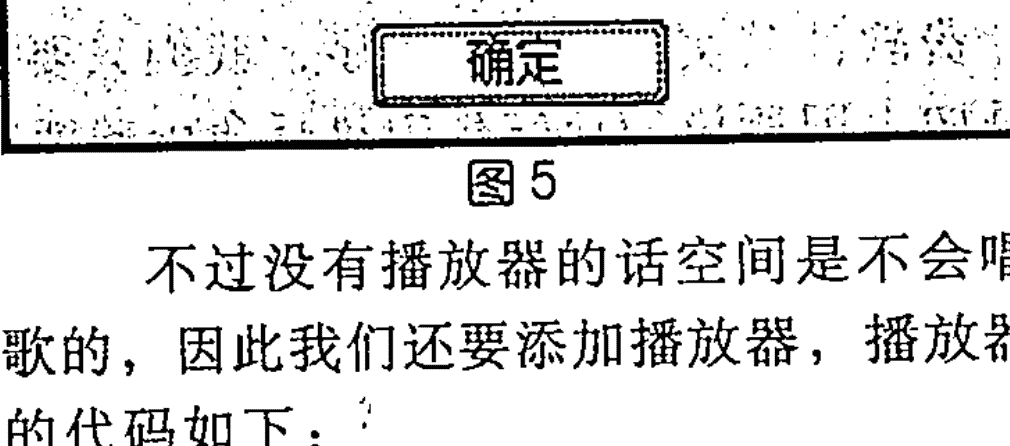 确定
图5
不过没有播放器的话空间是不会唱
歌的，因此我们还要添加播放器，播放器
的代码如下：